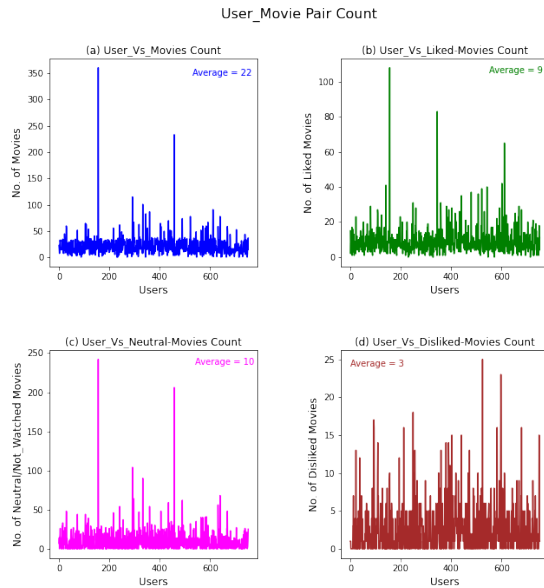 User_Movie Pair Count
(a) User_Vs_Movies Count
Average = 22
No. of Movies
350
300
250
200
150
100
50
0
0 200 400 600
Users
(b) User_Vs_Liked-Movies Count
Average = 9
No. of Liked Movies
100
80
60
40
20
0
0 200 400 600
Users
(c) User_Vs_Neutral-Movies Count
Average = 10
No. of Neutral/Not_Watched Movies
250
200
150
100
50
0
0 200 400 600
Users
(d) User_Vs_Disliked-Movies Count
Average = 3
No. of Disliked Movies
25
20
15
10
5
0
0 200 400 600
Users